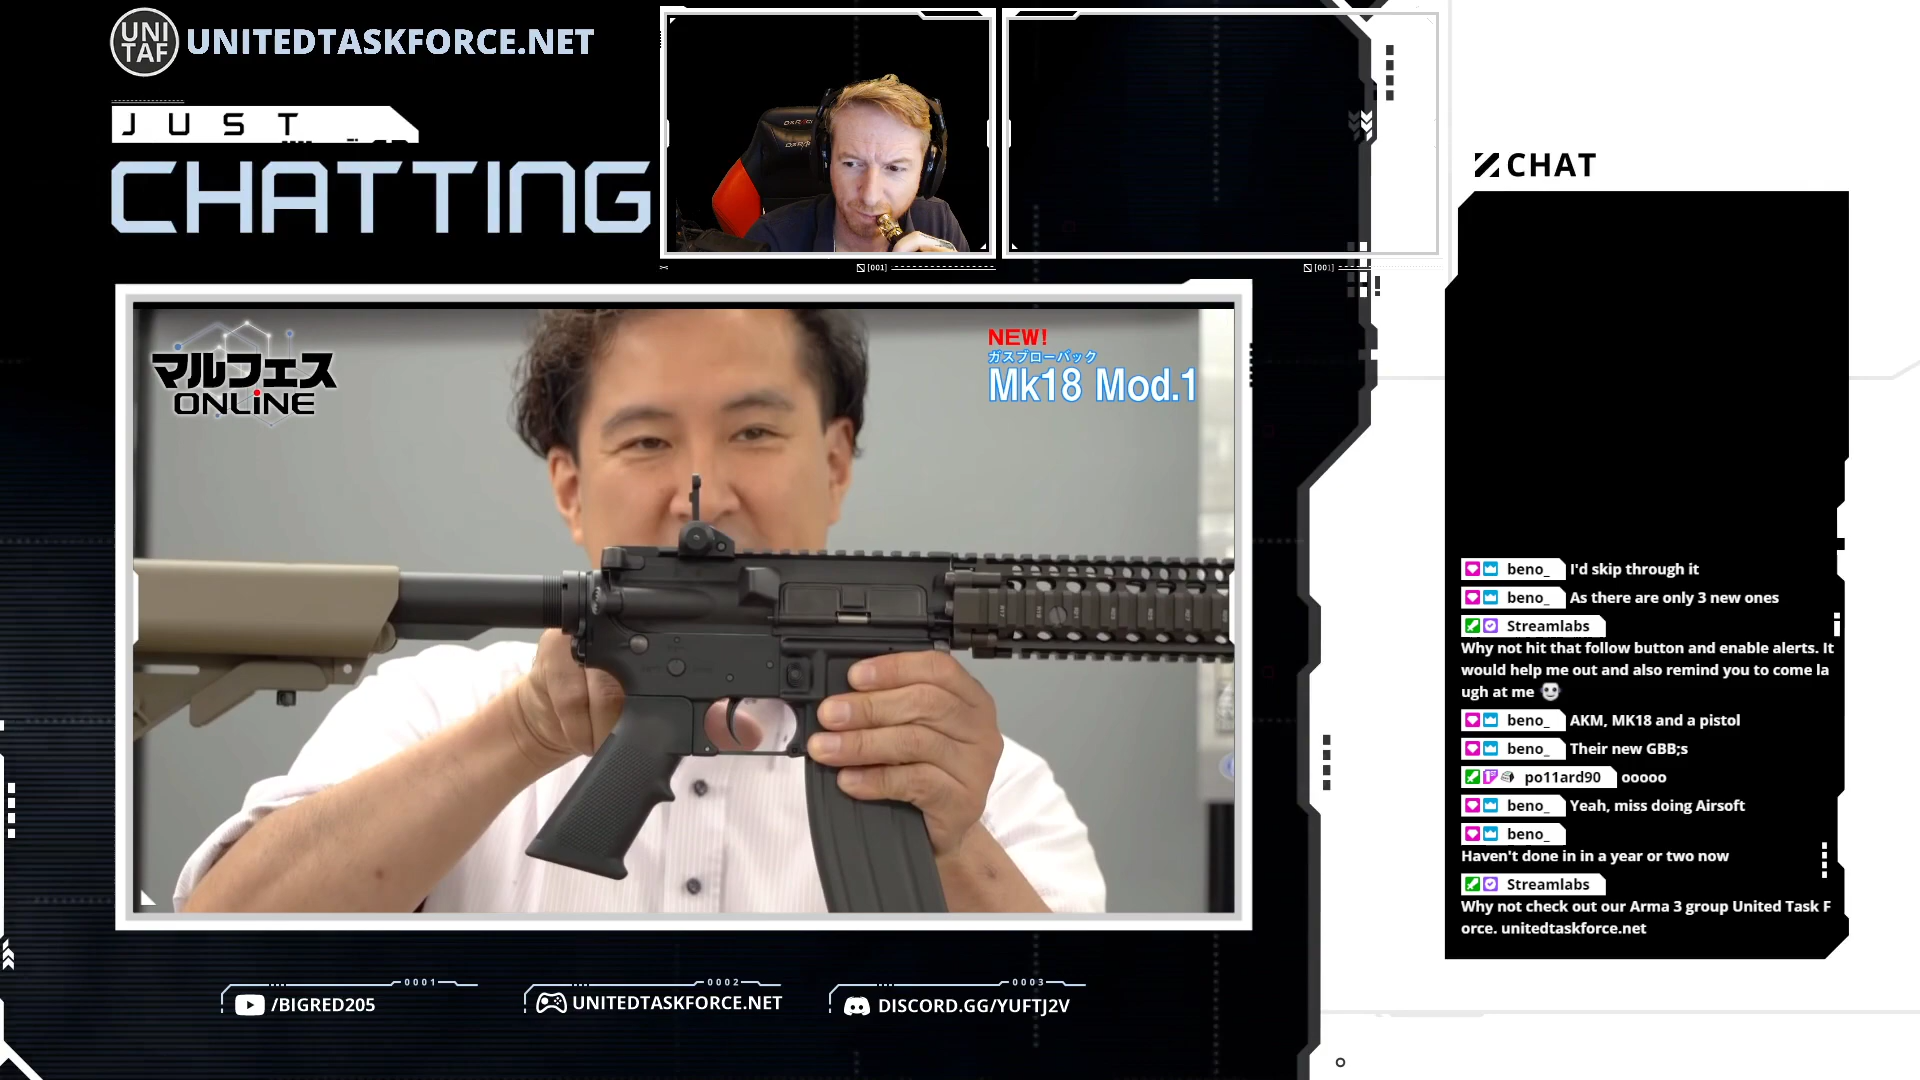 UNI
TAF
UNITEDTASKFORCE.NET
JUST
CHATTING
[001]
[001]
マルフェス
ONLINE
NEW!
ガスブローバック
Mk18 Mod.1
CHAT
beno_ I'd skip through it
beno_ As there are only 3 new ones
Streamlabs
Why not hit that follow button and enable alerts. It
would help me out and also remind you to come la
ugh at me
beno_ AKM, MK18 and a pistol
beno_ Their new GBB;s
po11ard90 ooooo
beno_ Yeah, miss doing Airsoft
beno_
Haven't done in in a year or two now
Streamlabs
Why not check out our Arma 3 group United Task F
orce. unitedtaskforce.net
0001
/BIGRED205
0002
UNITEDTASKFORCE.NET
0003
DISCORD.GG/YUFTJ2V